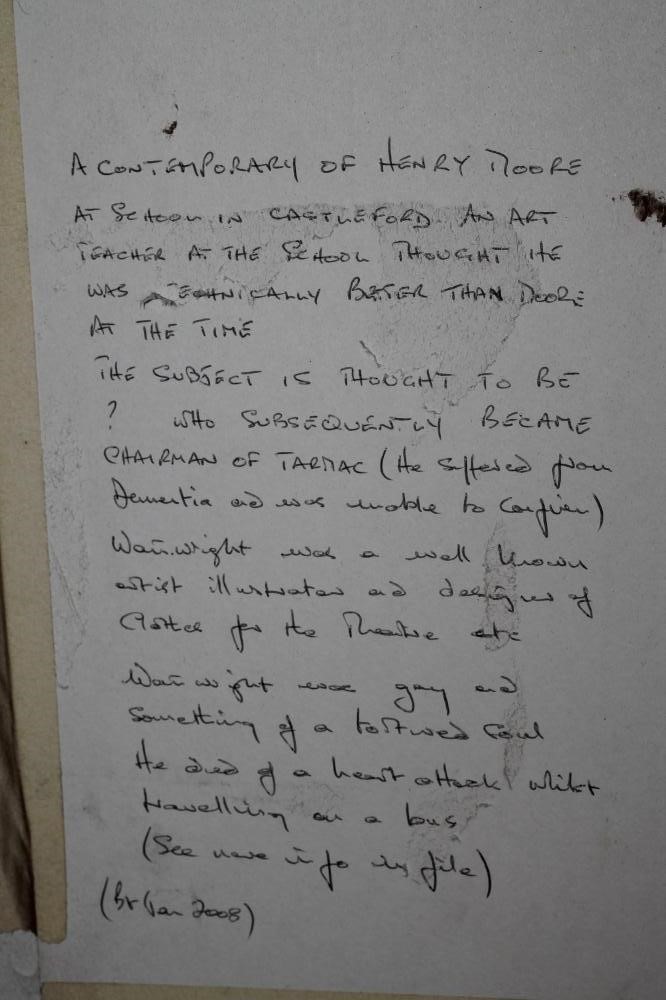 A CONTEMPORARY OF HENRY MOORE
AT SCHOOL IN CASTLEFORD. AN ART
TEACHER AT THE SCHOOL THOUGHT HE
WAS TECHNICALLY BETTER THAN MOORE
AT THE TIME
THE SUBJECT IS THOUGHT TO BE
? WHO SUBSEQUENTLY BECAME
CHAIRMAN OF TARMAC (He suffered from
Dementia and was unable to confirm)
Wainwright was a well known
artist illustrator and designer of
Clothes for the Theatre etc
Wainwright was gay and
Something of a tortured soul
He died of a heart attack whilst
travelling on a bus
(See more info in file)
(Jan 2008)